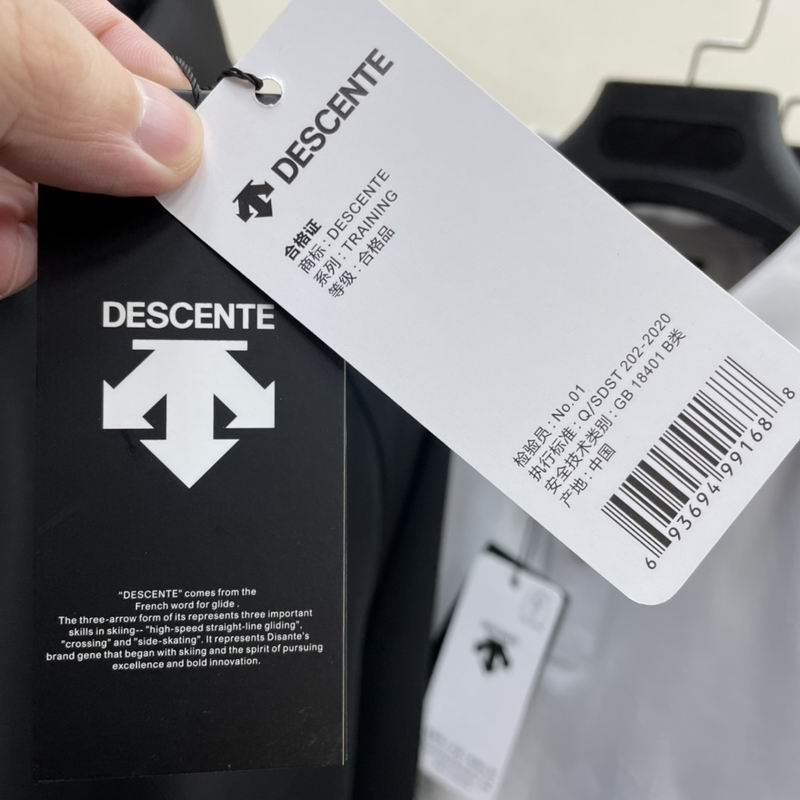 DESCENTE
合格证
商标：DESCENTE
系列：TRAINING
等级：合格品
检验员：No.01
执行标准：Q/SDST 202-2020
安全技术类别：GB 18401 B类
产地：中国
6 936949 91688 8
DESCENTE
“DESCENTE” comes from the
French word for glide .
The three-arrow form of its represents three important
skills in skiing-- "high-speed straight-line gliding",
"crossing" and "side-skating". It represents Disante's
brand gene that began with skiing and the spirit of pursuing
excellence and bold innovation.
DESCENTE